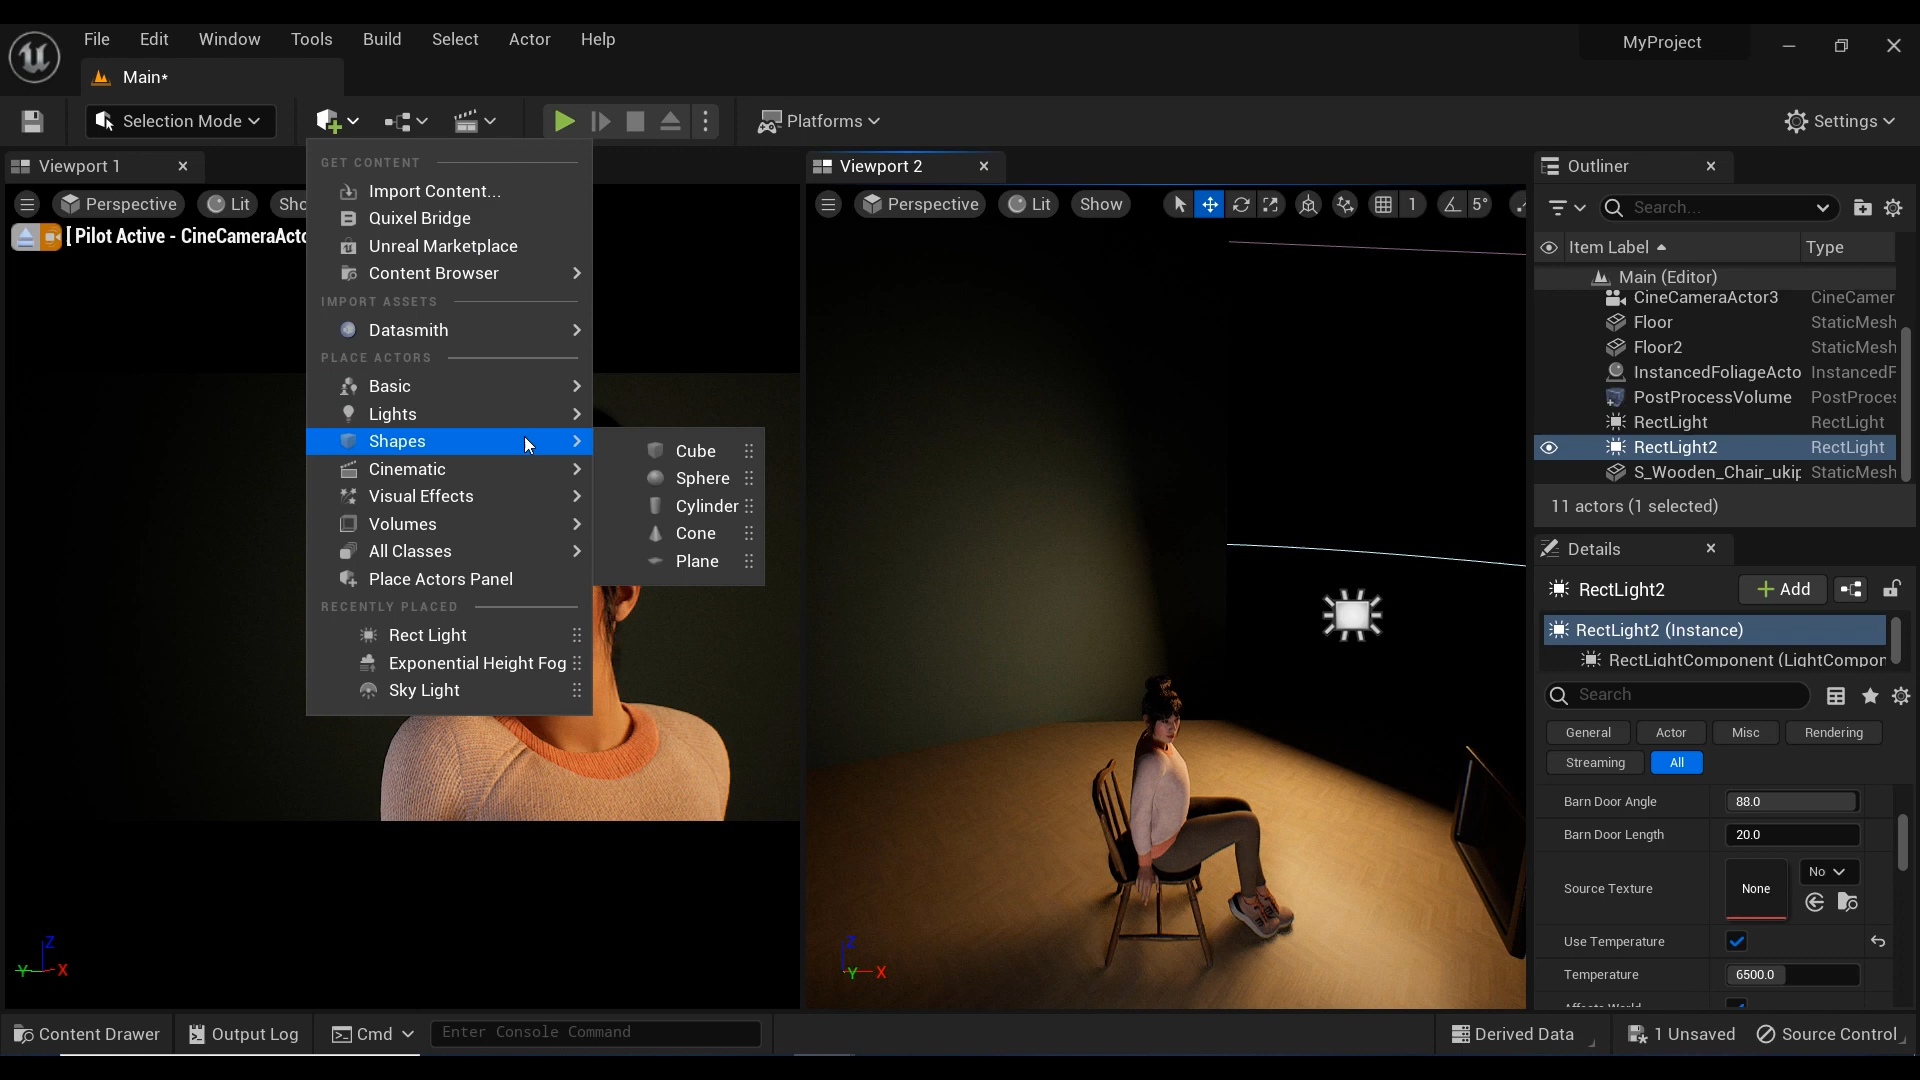 File Edit Window Tools Build Select Actor Help
MyProject
Main*
Selection Mode
Platforms
Settings
Viewport 1
Perspective Lit Sho
[ Pilot Active - CineCameraActo
GET CONTENT
Import Content...
Quixel Bridge
Unreal Marketplace
Content Browser
IMPORT ASSETS
Datasmith
PLACE ACTORS
Basic
Lights
Shapes
Cinematic
Visual Effects
Volumes
All Classes
Place Actors Panel
RECENTLY PLACED
Rect Light
Exponential Height Fog
Sky Light
Cube
Sphere
Cylinder
Cone
Plane
Z
Y X
Viewport 2
Perspective Lit Show 1 5°
Z
Y X
Outliner
Search...
Item Label Type
Main (Editor)
CineCameraActor3 CineCamer
Floor StaticMesh
Floor2 StaticMesh
InstancedFoliageActo InstancedF
PostProcessVolume PostProces
RectLight RectLight
RectLight2 RectLight
S_Wooden_Chair_ukip StaticMesh
11 actors (1 selected)
Details
RectLight2 Add
RectLight2 (Instance)
RectLightComponent (LightCompon
Search
General Actor Misc Rendering
Streaming All
Barn Door Angle 88.0
Barn Door Length 20.0
Source Texture None No
Use Temperature
Temperature 6500.0
Affects World
Content Drawer Output Log Cmd Enter Console Command Derived Data 1 Unsaved Source Control